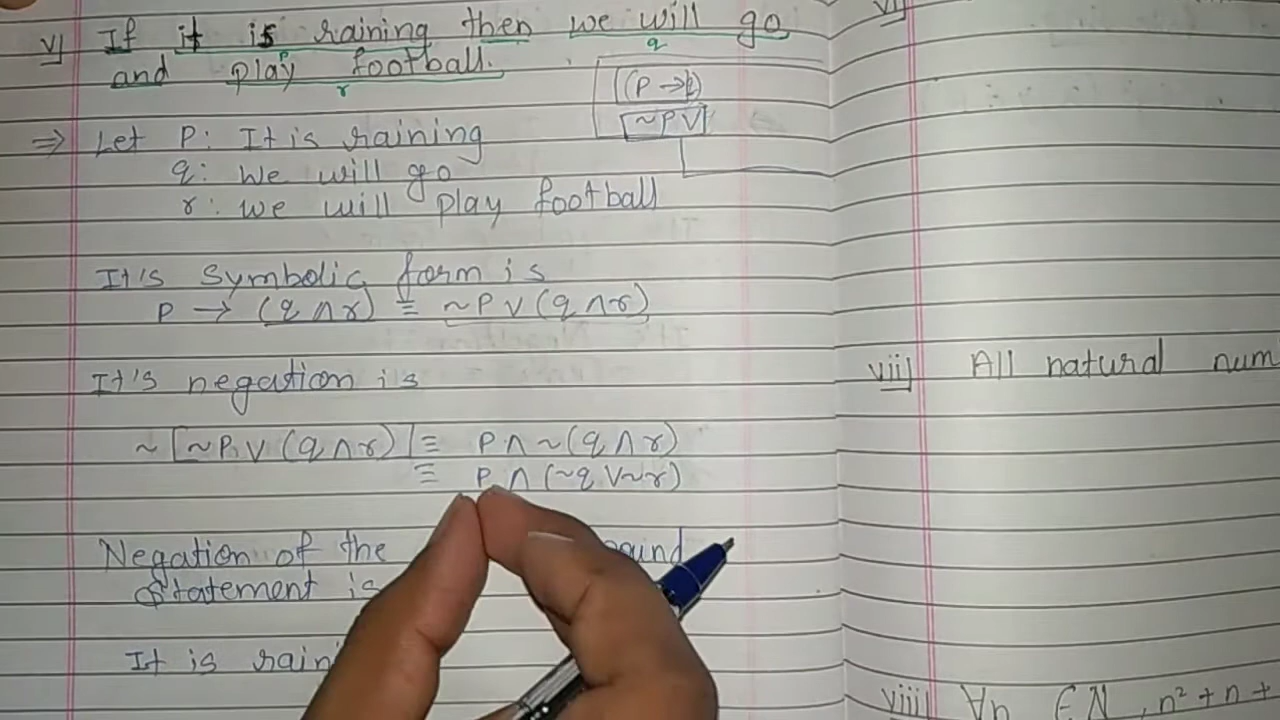 v) If it is raining then we will go
p q
and play football.
r
(P →
~P V
⇒ Let P: It is raining
q: We will go
r: we will play football
It's symbolic form is
P → (q ∧ r) ≡ ~P ∨ (q ∧ r)
It's negation is
~ [~P ∨ (q ∧ r)] ≡ P ∧ ~(q ∧ r)
≡ P ∧ (~q ∨ ~r)
Negation of the
Statement is
It is rain
vi)
vii) All natural num
viii) ∀n ∈ N, n² + n +